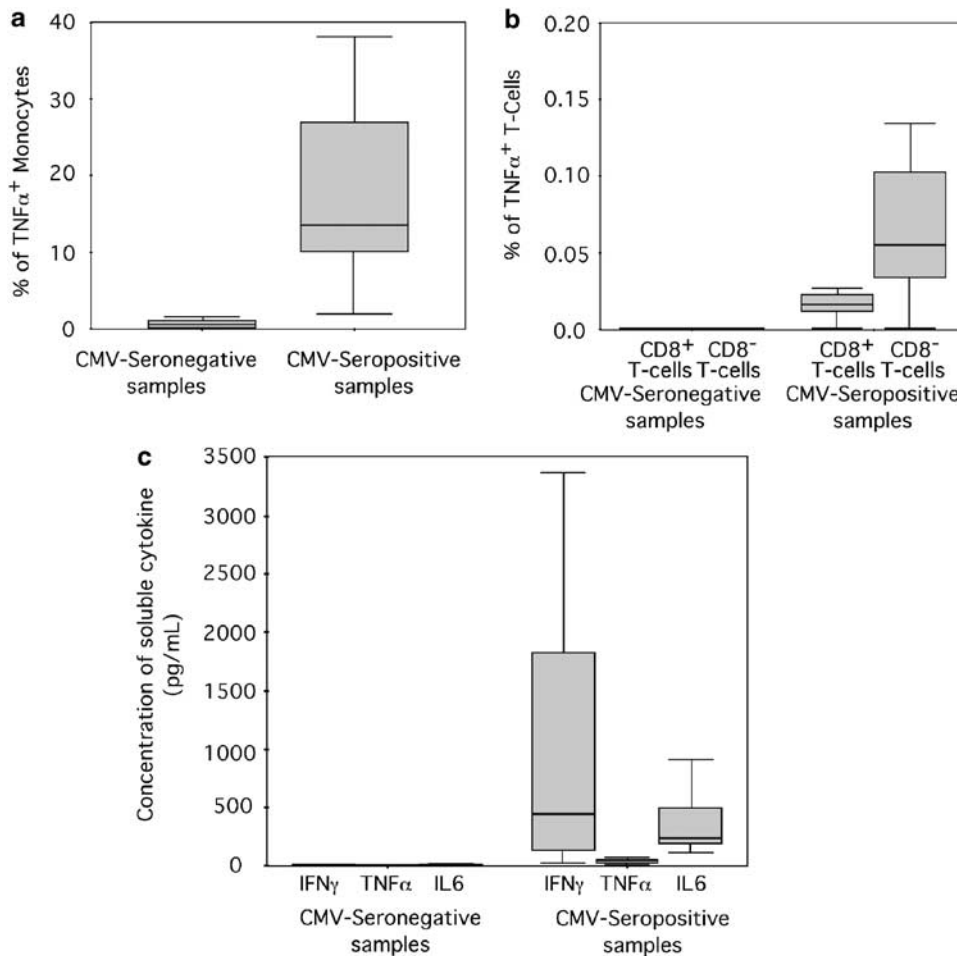 a
% of TNFα⁺ Monocytes
40
30
20
10
0
CMV-Seronegative
samples
CMV-Seropositive
samples
b
% of TNFα⁺ T-Cells
0.20
0.15
0.10
0.05
0.0
CD8⁺ CD8⁻
T-cells T-cells
CMV-Seronegative
samples
CD8⁺ CD8⁻
T-cells T-cells
CMV-Seropositive
samples
c
Concentration of soluble cytokine
(pg/mL)
3500
3000
2500
2000
1500
1000
500
0
IFNγ TNFα IL6
CMV-Seronegative
samples
IFNγ TNFα IL6
CMV-Seropositive
samples